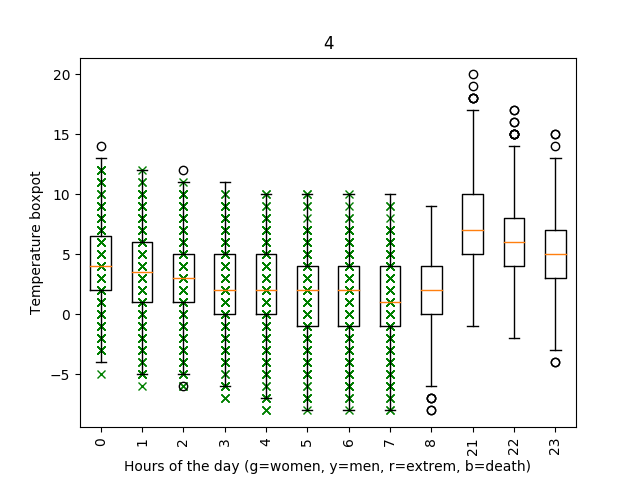 4
20
15
10
5
0
−5
Temperature boxpot
0 1 2 3 4 5 6 7 8 21 22 23
Hours of the day (g=women, y=men, r=extrem, b=death)